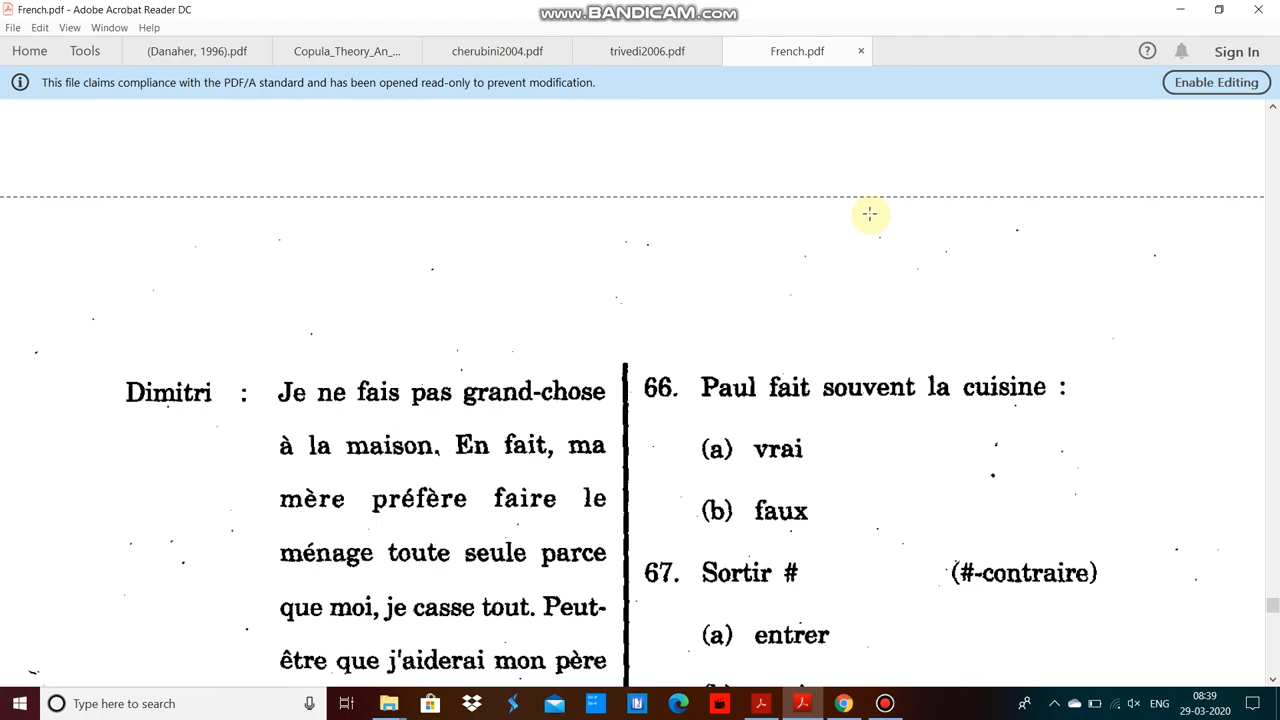 French.pdf - Adobe Acrobat Reader DC
www.BANDICAM.com
File Edit View Window Help
Home Tools (Danaher, 1996).pdf Copula_Theory_An_... cherubini2004.pdf trivedi2006.pdf French.pdf × Sign In
This file claims compliance with the PDF/A standard and has been opened read-only to prevent modification. Enable Editing
Dimitri : Je ne fais pas grand-chose
à la maison. En fait, ma
mère préfère faire le
ménage toute seule parce
que moi, je casse tout. Peut-
être que j'aiderai mon père
66. Paul fait souvent la cuisine :
(a) vrai
(b) faux
67. Sortir # (#-contraire)
(a) entrer
(b)
Type here to search
ENG
08:39
29-03-2020